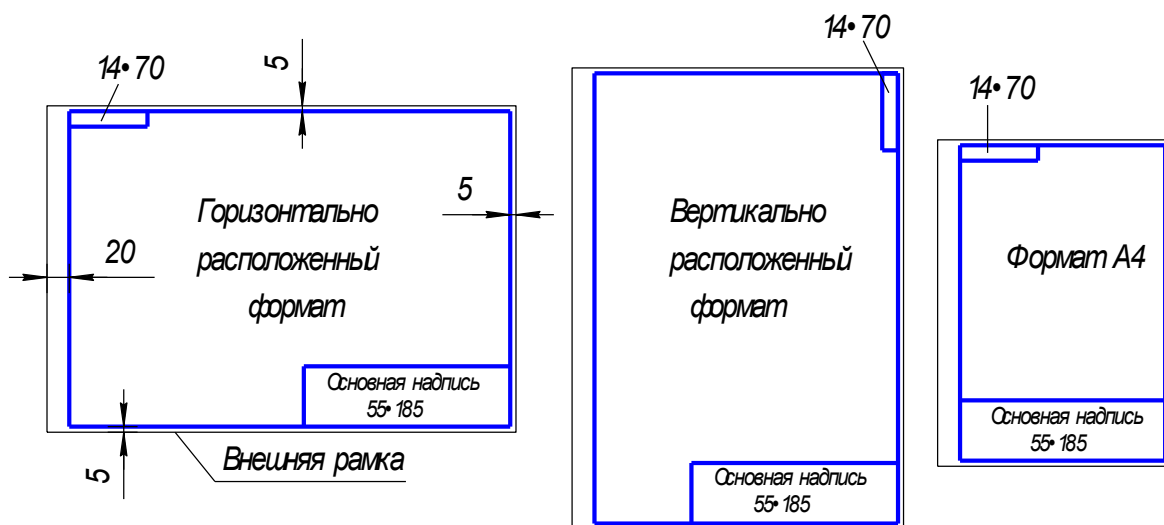 14•70
5
Горизонтально
расположенный
формат
5
20
Основная надпись
55•185
5
Внешняя рамка
14•70
Вертикально
расположенный
формат
Основная надпись
55•185
14•70
Формат А4
Основная надпись
55•185